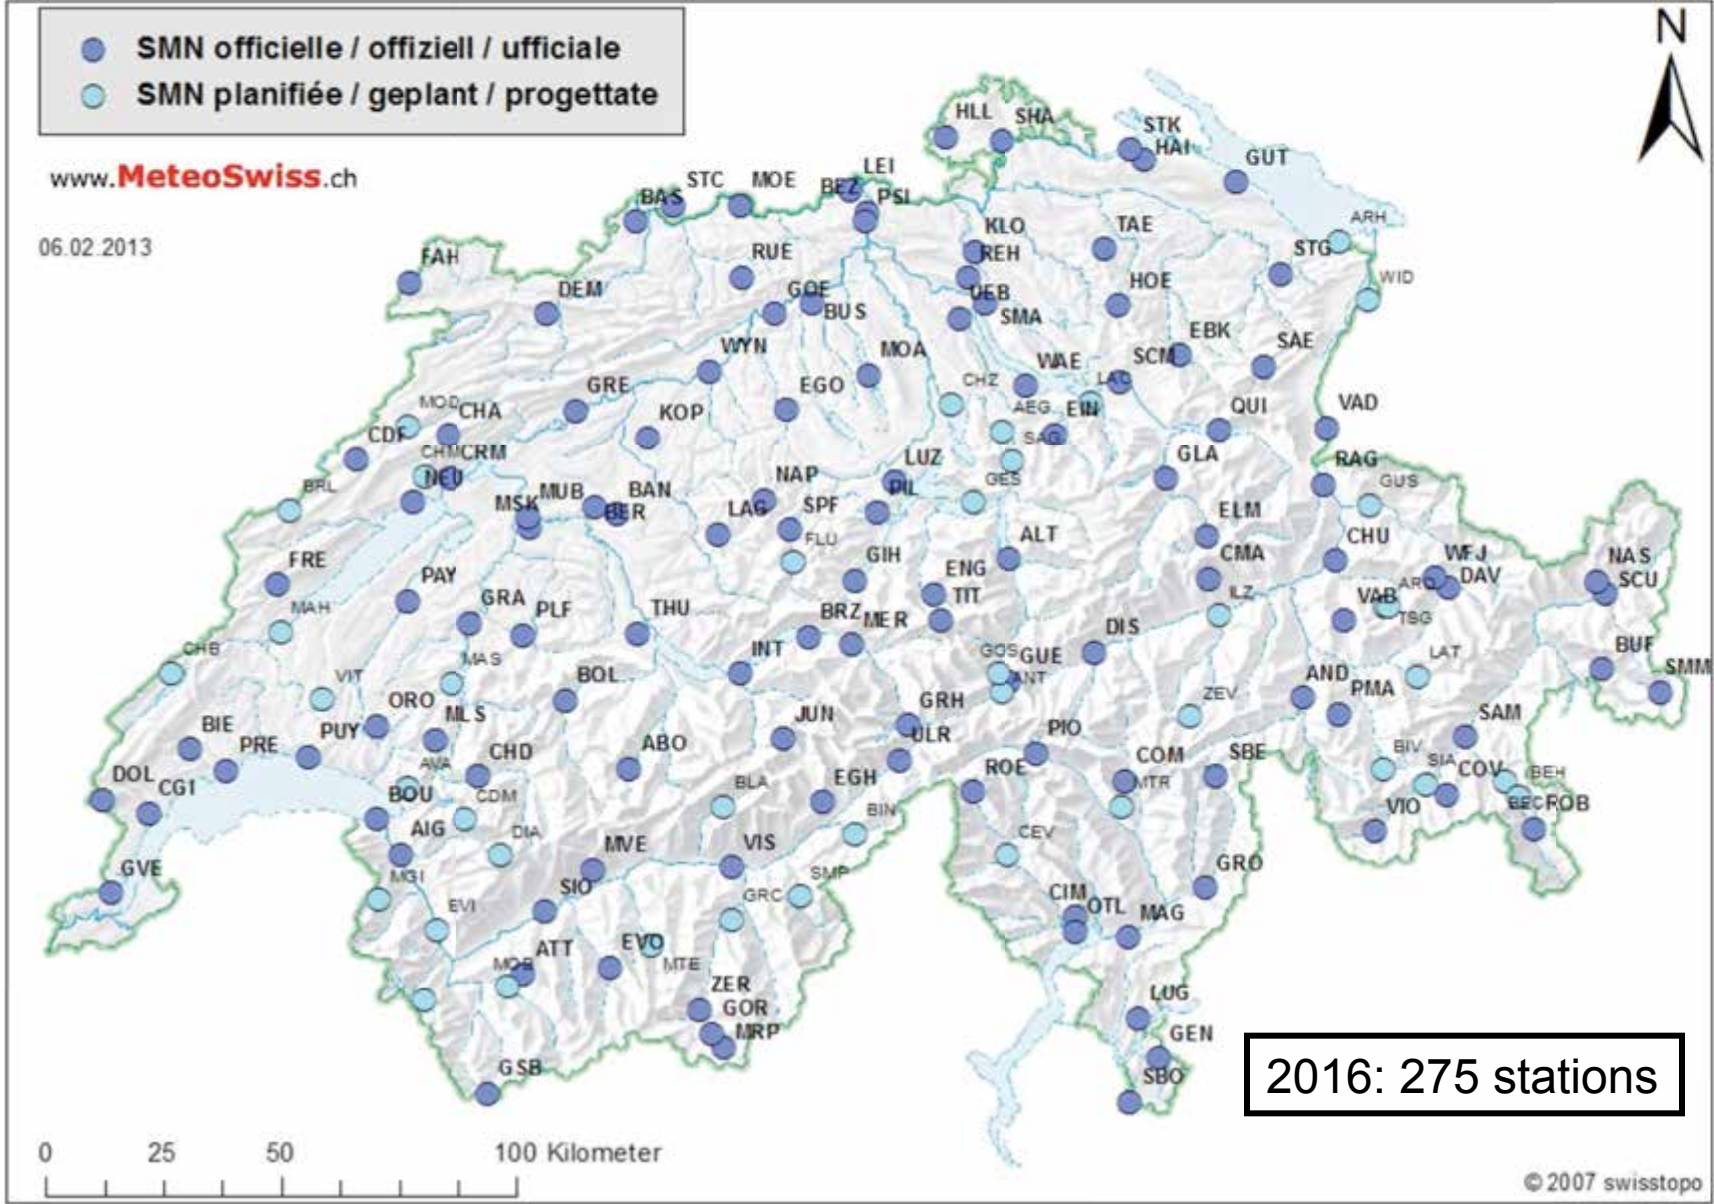 SMN officielle / offiziell / ufficiale
SMN planifiée / geplant / progettate
N
www.MeteoSwiss.ch
06.02.2013
HLL
SHA
STK
HAI
GUT
LEI
BEZ
PSI
STC
MOE
BAS
ARH
KLO
TAE
STG
FAH
RUE
REH
WID
DEM
GOE
HOE
UEB
BUS
SMA
EBK
SAE
WYN
MOA
WAE
SCM
GRE
EGO
CHZ
LAC
MOD
CHA
KOP
AEG
EIN
QUI
VAD
CDF
SAG
CHM
CRM
LUZ
GLA
RAG
NEU
NAP
PIL
GES
GUS
BRL
MUB
BAN
MSK
BER
LAG
SPF
ELM
FLU
ALT
CHU
FRE
GIH
CMA
WFJ
NAS
PAY
ENG
DAV
SCU
ARO
MAH
GRA
PLF
THU
TIT
ILZ
VAB
BRZ
MER
TSG
DIS
CHB
INT
GOS
GUE
BUF
MAS
LAT
SMM
VIT
BOL
ANT
AND
PMA
ORO
ZEV
MLS
GRH
BIE
PUY
JUN
SAM
PRE
ULR
PIO
CHD
ABO
COM
SBE
BIV
SIA
COV
BEH
DOL
CGI
AVA
ROE
BLA
EGH
MTR
BOU
CDM
BIN
VIO
BEC
ROB
AIG
DIA
CEV
MVE
VIS
GRO
GVE
MGI
SMP
SIO
EVI
GRC
CIM
OTL
MAG
ATT
EVO
MOB
MTE
ZER
LUG
GOR
MRP
GEN
GSB
SBO
2016: 275 stations
0 25 50 100 Kilometer
© 2007 swisstopo